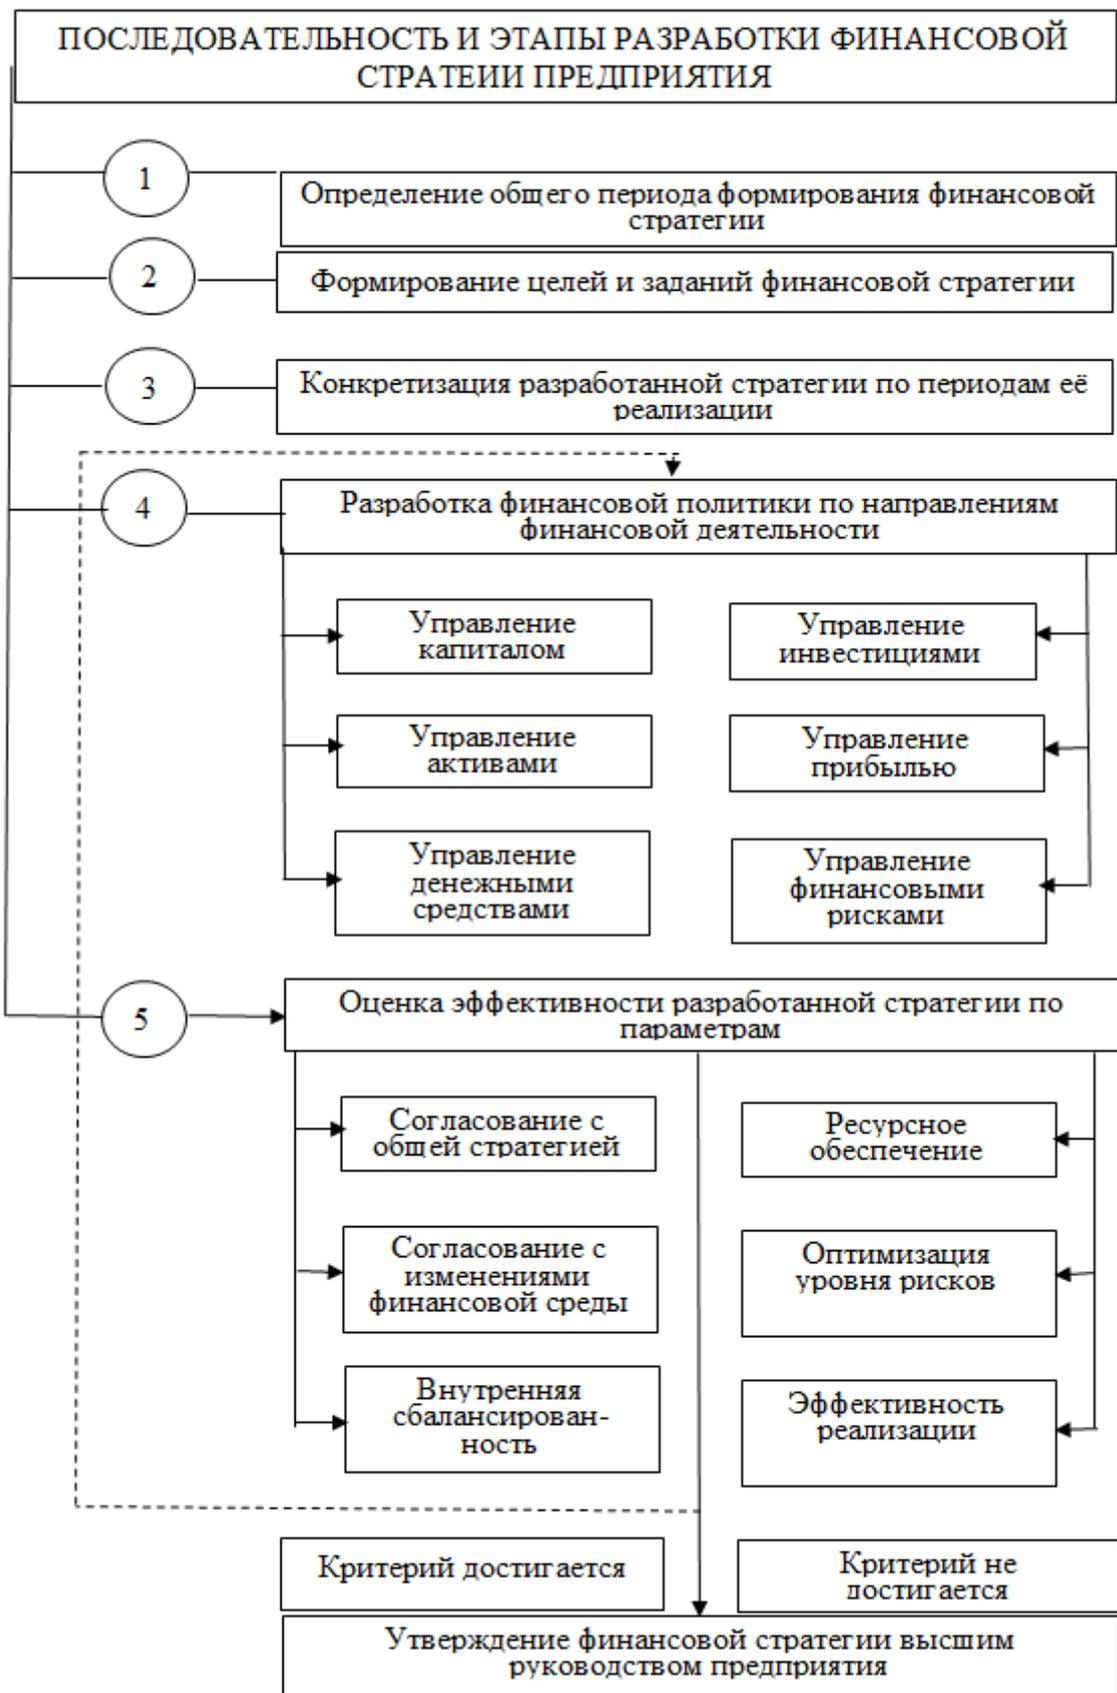 ПОСЛЕДОВАТЕЛЬНОСТЬ И ЭТАПЫ РАЗРАБОТКИ ФИНАНСОВОЙ
СТРАТЕИИ ПРЕДПРИЯТИЯ
1
Определение общего периода формирования финансовой
стратегии
2
Формирование целей и заданий финансовой стратегии
3
Конкретизация разработанной стратегии по периодам её
реализации
4
Разработка финансовой политики по направлениям
финансовой деятельности
Управление
капиталом
Управление
инвестициями
Управление
активами
Управление
прибылью
Управление
денежными
средствами
Управление
финансовыми
рисками
5
Оценка эффективности разработанной стратегии по
параметрам
Согласование с
общей стратегией
Ресурсное
обеспечение
Согласование с
изменениями
финансовой среды
Оптимизация
уровня рисков
Внутренняя
сбалансирован-
ность
Эффективность
реализации
Критерий достигается
Критерий не
достигается
Утверждение финансовой стратегии высшим
руководством предприятия